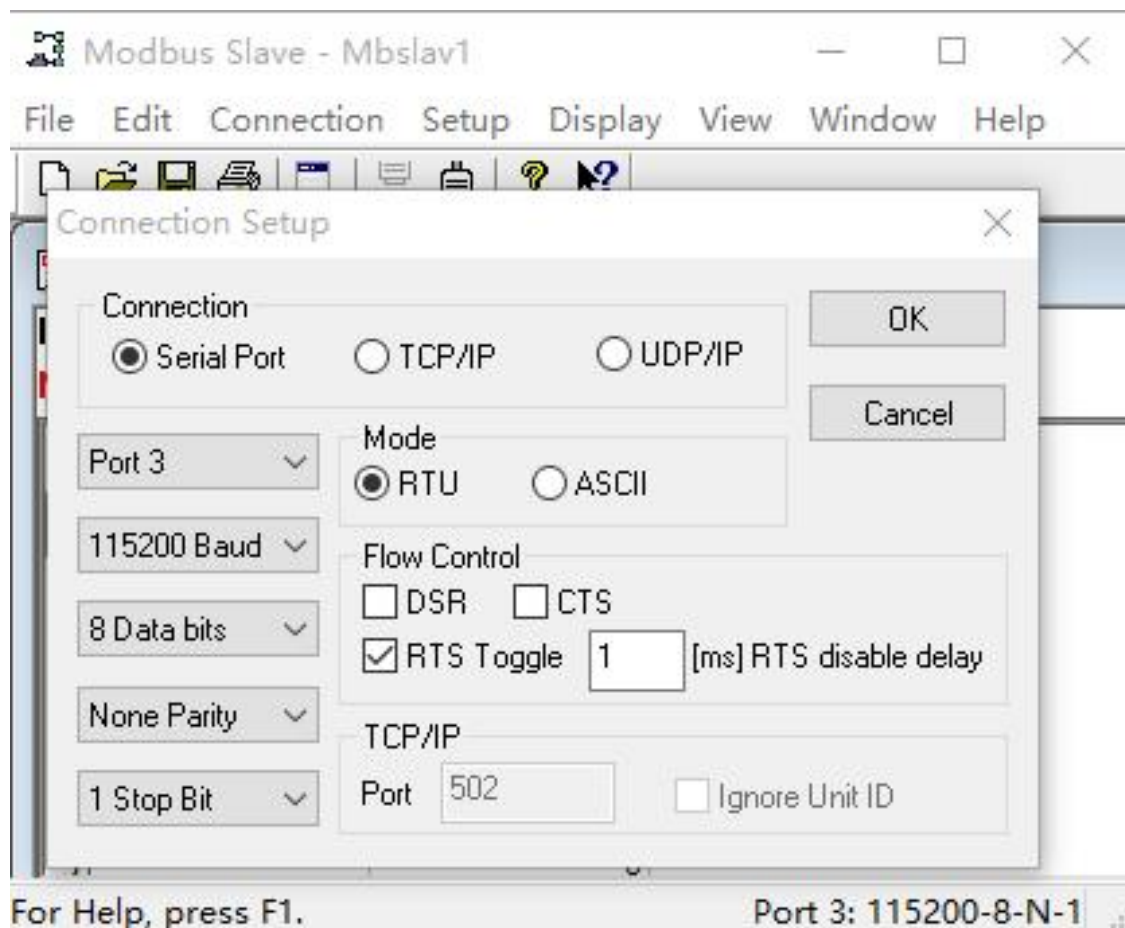 Modbus Slave - Mbslav1
File Edit Connection Setup Display View Window Help
Connection Setup
Connection
Serial Port TCP/IP UDP/IP
OK
Cancel
Port 3
115200 Baud
8 Data bits
None Parity
1 Stop Bit
Mode
RTU ASCII
Flow Control
DSR CTS
RTS Toggle 1 [ms] RTS disable delay
TCP/IP
Port 502 Ignore Unit ID
For Help, press F1. Port 3: 115200-8-N-1